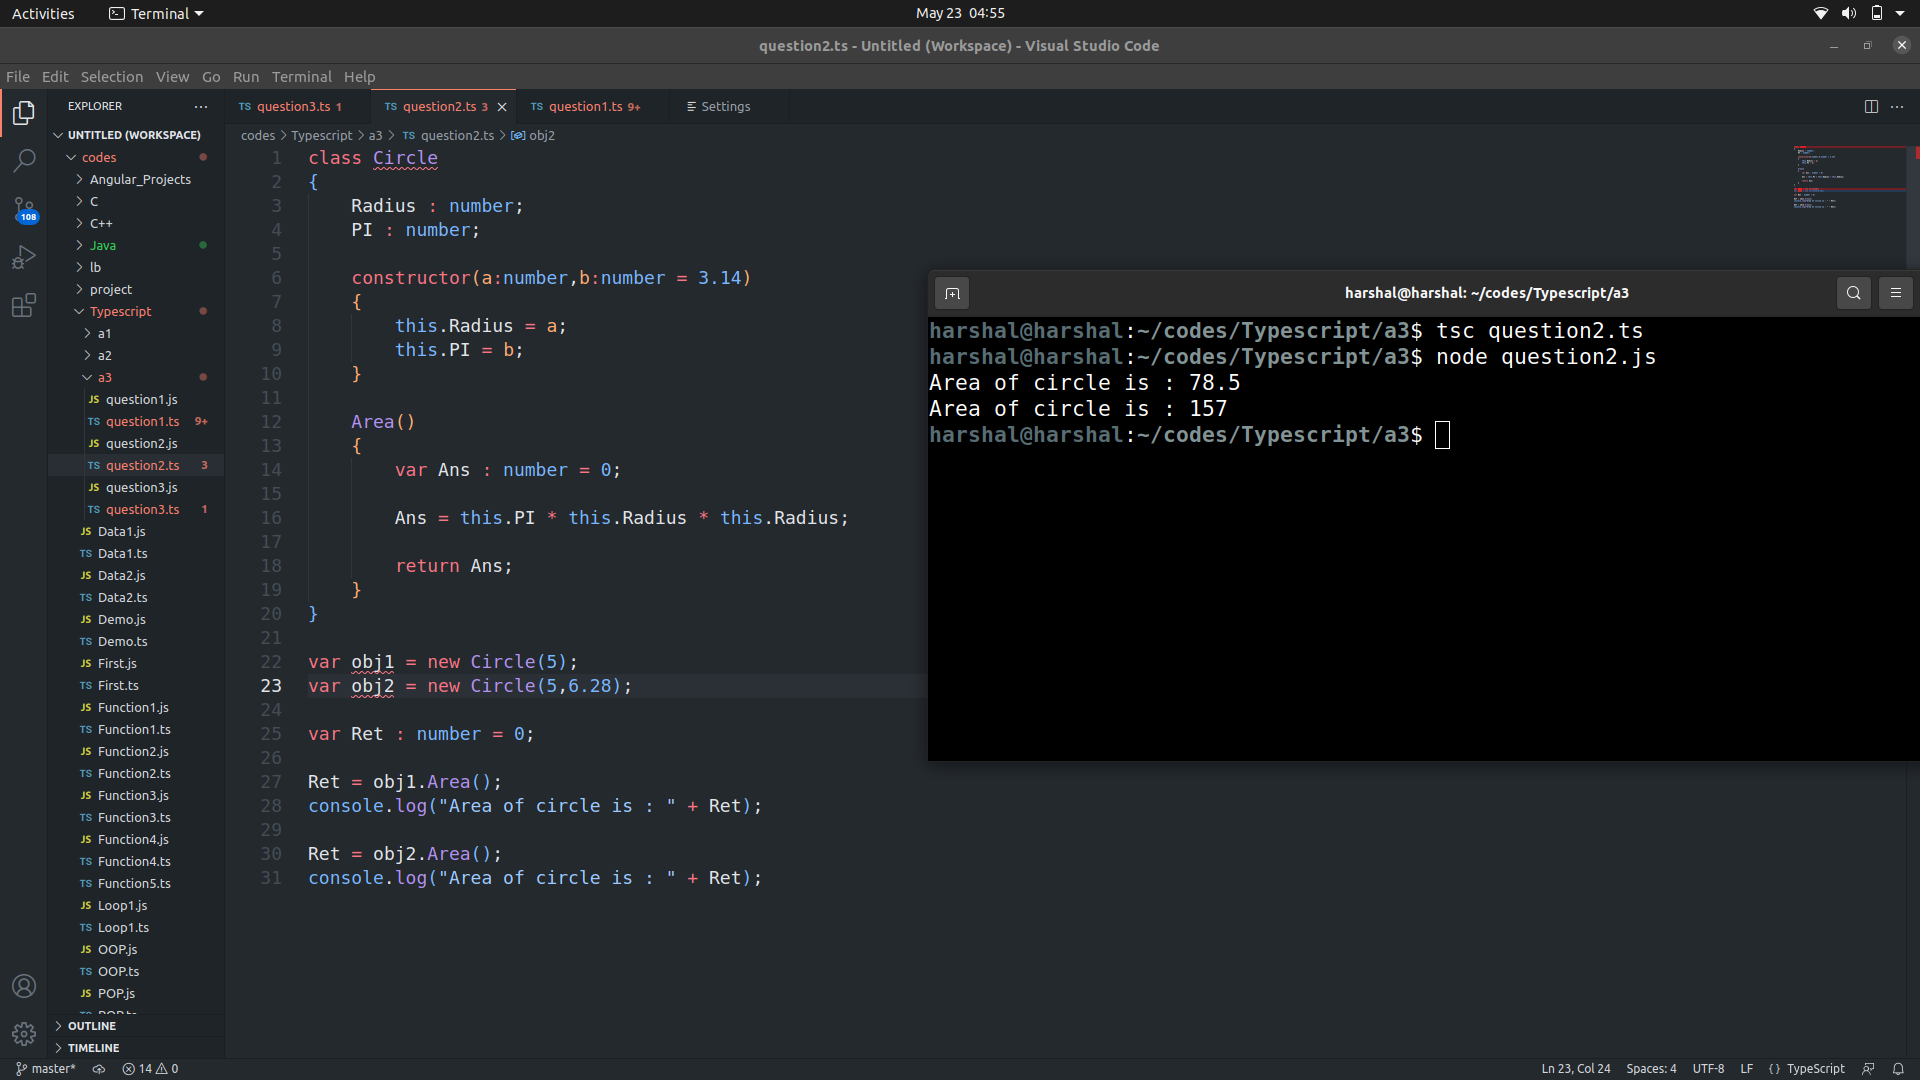 Activities
Terminal
May 23 04:55
question2.ts - Untitled (Workspace) - Visual Studio Code
File Edit Selection View Go Run Terminal Help
EXPLORER
TS question3.ts 1
TS question2.ts 3
TS question1.ts 9+
Settings
codes > Typescript > a3 > TS question2.ts > obj2
108
UNTITLED (WORKSPACE)
codes
Angular_Projects
C
C++
Java
lb
project
Typescript
a1
a2
a3
JS question1.js
TS question1.ts 9+
JS question2.js
TS question2.ts 3
JS question3.js
TS question3.ts 1
JS Data1.js
TS Data1.ts
JS Data2.js
TS Data2.ts
JS Demo.js
TS Demo.ts
JS First.js
TS First.ts
JS Function1.js
TS Function1.ts
JS Function2.js
TS Function2.ts
JS Function3.js
TS Function3.ts
JS Function4.js
TS Function4.ts
TS Function5.ts
JS Loop1.js
TS Loop1.ts
JS OOP.js
TS OOP.ts
JS POP.js
OUTLINE
TIMELINE
1 class Circle
2 {
3 Radius : number;
4 PI : number;
5
6 constructor(a:number,b:number = 3.14)
7 {
8 this.Radius = a;
9 this.PI = b;
10 }
11
12 Area()
13 {
14 var Ans : number = 0;
15
16 Ans = this.PI * this.Radius * this.Radius;
17
18 return Ans;
19 }
20 }
21
22 var obj1 = new Circle(5);
23 var obj2 = new Circle(5,6.28);
24
25 var Ret : number = 0;
26
27 Ret = obj1.Area();
28 console.log("Area of circle is : " + Ret);
29
30 Ret = obj2.Area();
31 console.log("Area of circle is : " + Ret);
harshal@harshal: ~/codes/Typescript/a3
harshal@harshal:~/codes/Typescript/a3$ tsc question2.ts
harshal@harshal:~/codes/Typescript/a3$ node question2.js
Area of circle is : 78.5
Area of circle is : 157
harshal@harshal:~/codes/Typescript/a3$
master* 14 0
Ln 23, Col 24 Spaces: 4 UTF-8 LF {} TypeScript